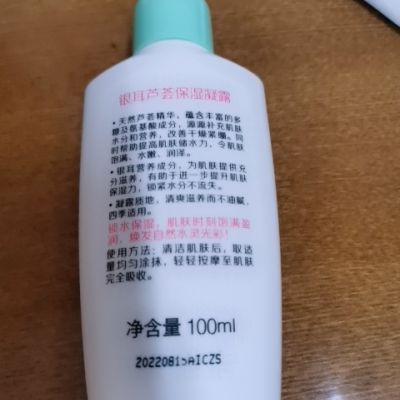 银耳芦荟保湿凝露
•天然芦荟精华，蕴含丰富的多
糖及氨基酸成分，源源补充肌肤
水分和营养，改善干燥紧绷。同
时帮助提高肌肤储水力，令肌肤
饱满、水嫩、润泽。
•银耳营养成分，为肌肤提供充
分滋养，有助于进一步提升肌肤
保湿力，锁紧水分不流失。
•凝露质地，清爽滋养而不油腻，
四季适用。
锁水保湿，肌肤时刻饱满盈
润，焕发自然水灵光彩！
使用方法：清洁肌肤后，取适
量均匀涂抹，轻轻按摩至肌肤
完全吸收。
净含量 100ml
20220815AICZS